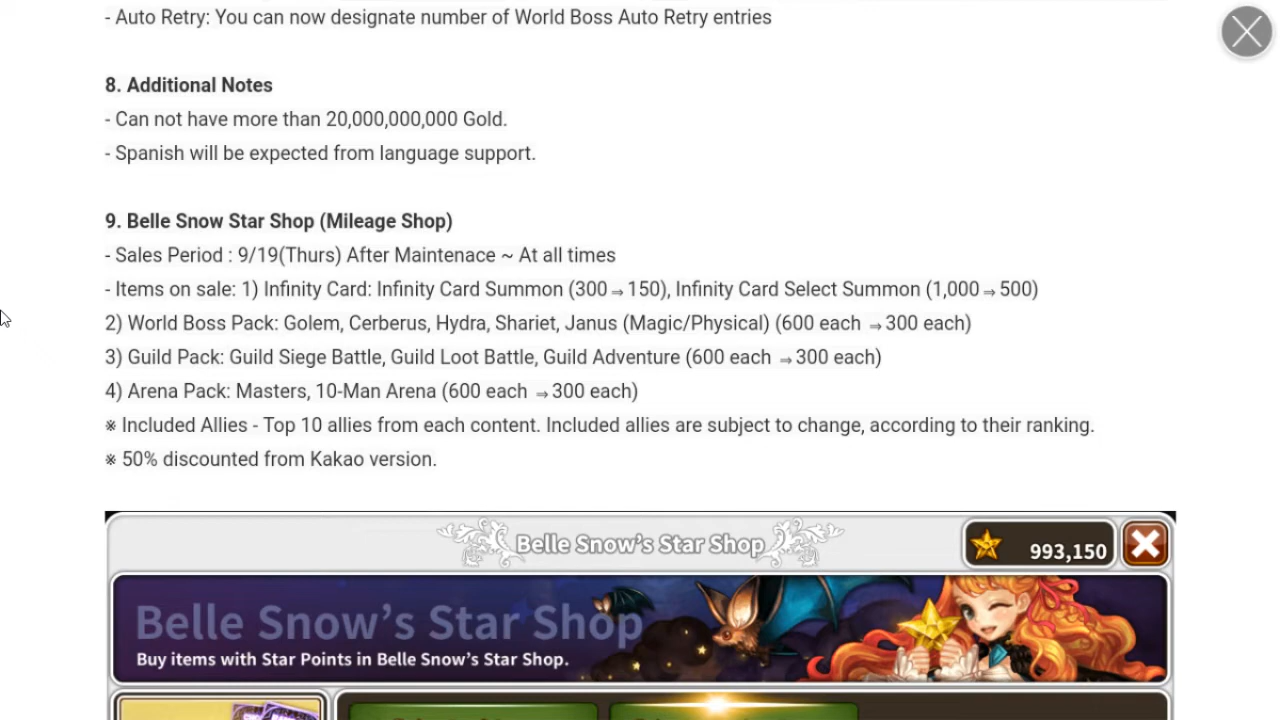 - Auto Retry: You can now designate number of World Boss Auto Retry entries
8. Additional Notes
- Can not have more than 20,000,000,000 Gold.
- Spanish will be expected from language support.
9. Belle Snow Star Shop (Mileage Shop)
- Sales Period : 9/19(Thurs) After Maintenace ~ At all times
- Items on sale: 1) Infinity Card: Infinity Card Summon (300⇒150), Infinity Card Select Summon (1,000⇒500)
2) World Boss Pack: Golem, Cerberus, Hydra, Shariet, Janus (Magic/Physical) (600 each ⇒300 each)
3) Guild Pack: Guild Siege Battle, Guild Loot Battle, Guild Adventure (600 each ⇒300 each)
4) Arena Pack: Masters, 10-Man Arena (600 each ⇒300 each)
※ Included Allies - Top 10 allies from each content. Included allies are subject to change, according to their ranking.
※ 50% discounted from Kakao version.
Belle Snow's Star Shop
993,150
Belle Snow's Star Shop
Buy items with Star Points in Belle Snow's Star Shop.